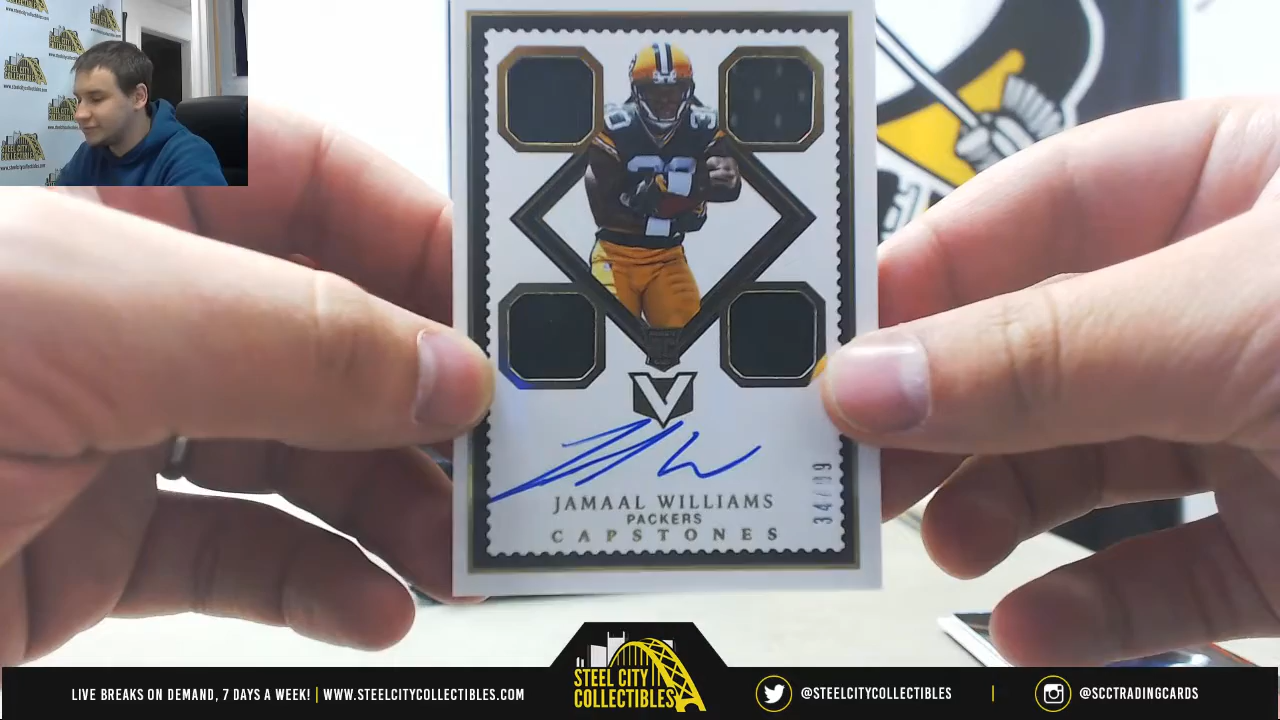 30
V
JAMAAL WILLIAMS
PACKERS
CAPSTONES
34/99
STEEL CITY
COLLECTIBLES
LIVE BREAKS ON DEMAND, 7 DAYS A WEEK! | WWW.STEELCITYCOLLECTIBLES.COM
@STEELCITYCOLLECTIBLES
@SCCTRADINGCARDS